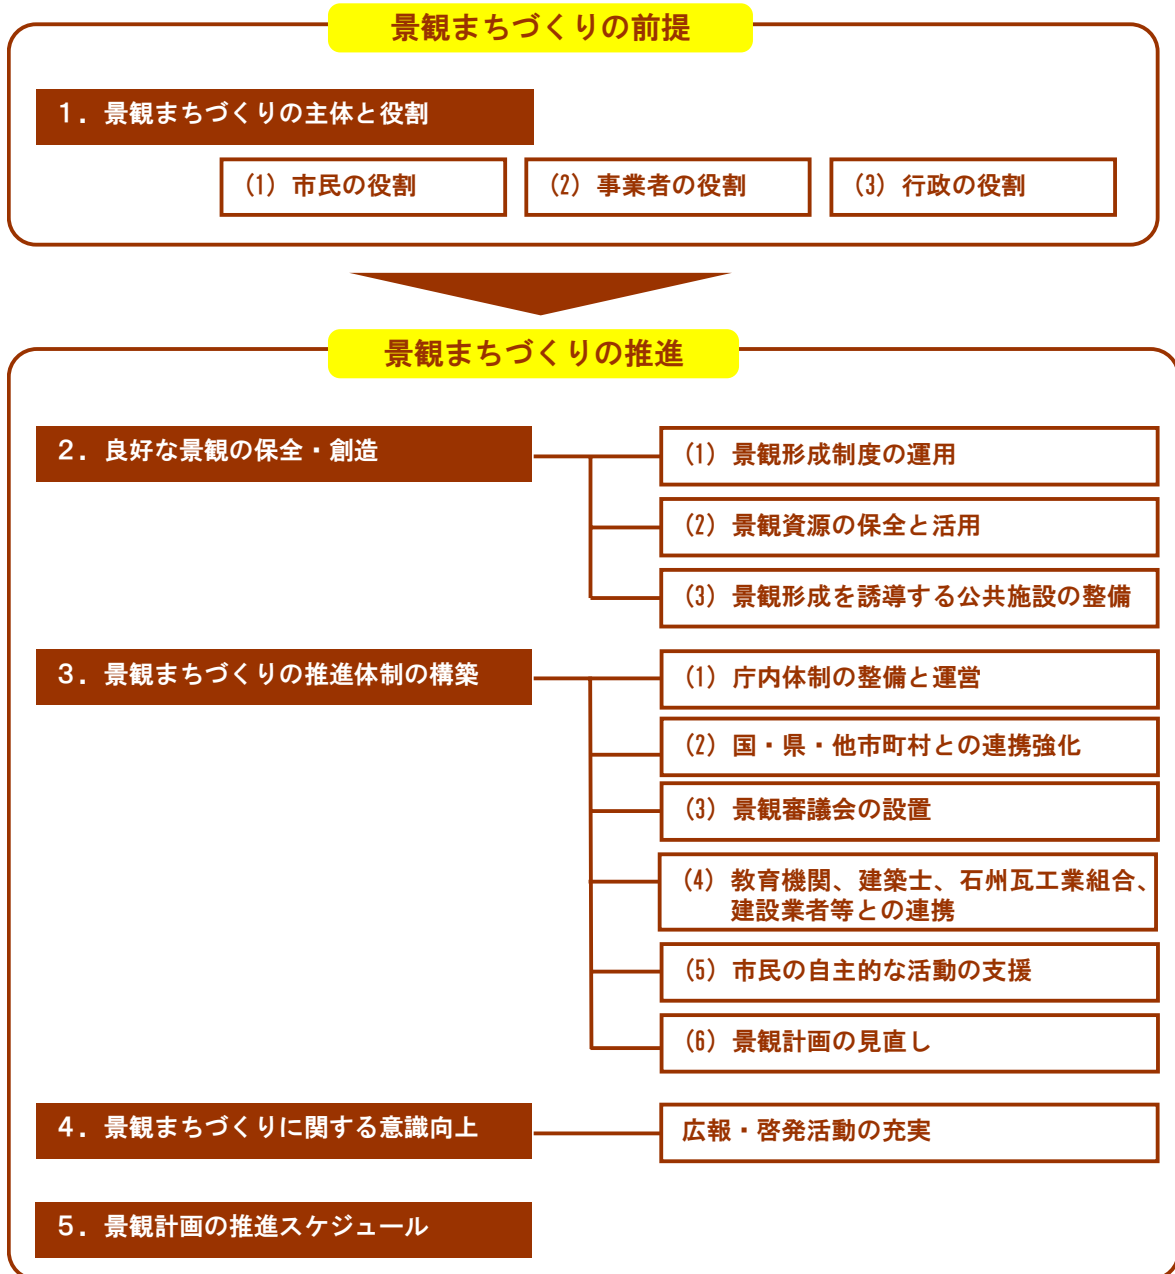 景観まちづくりの前提
１．景観まちづくりの主体と役割
(1) 市民の役割
(2) 事業者の役割
(3) 行政の役割
景観まちづくりの推進
２．良好な景観の保全・創造
(1) 景観形成制度の運用
(2) 景観資源の保全と活用
(3) 景観形成を誘導する公共施設の整備
３．景観まちづくりの推進体制の構築
(1) 庁内体制の整備と運営
(2) 国・県・他市町村との連携強化
(3) 景観審議会の設置
(4) 教育機関、建築士、石州瓦工業組合、
建設業者等との連携
(5) 市民の自主的な活動の支援
(6) 景観計画の見直し
４．景観まちづくりに関する意識向上
広報・啓発活動の充実
５．景観計画の推進スケジュール